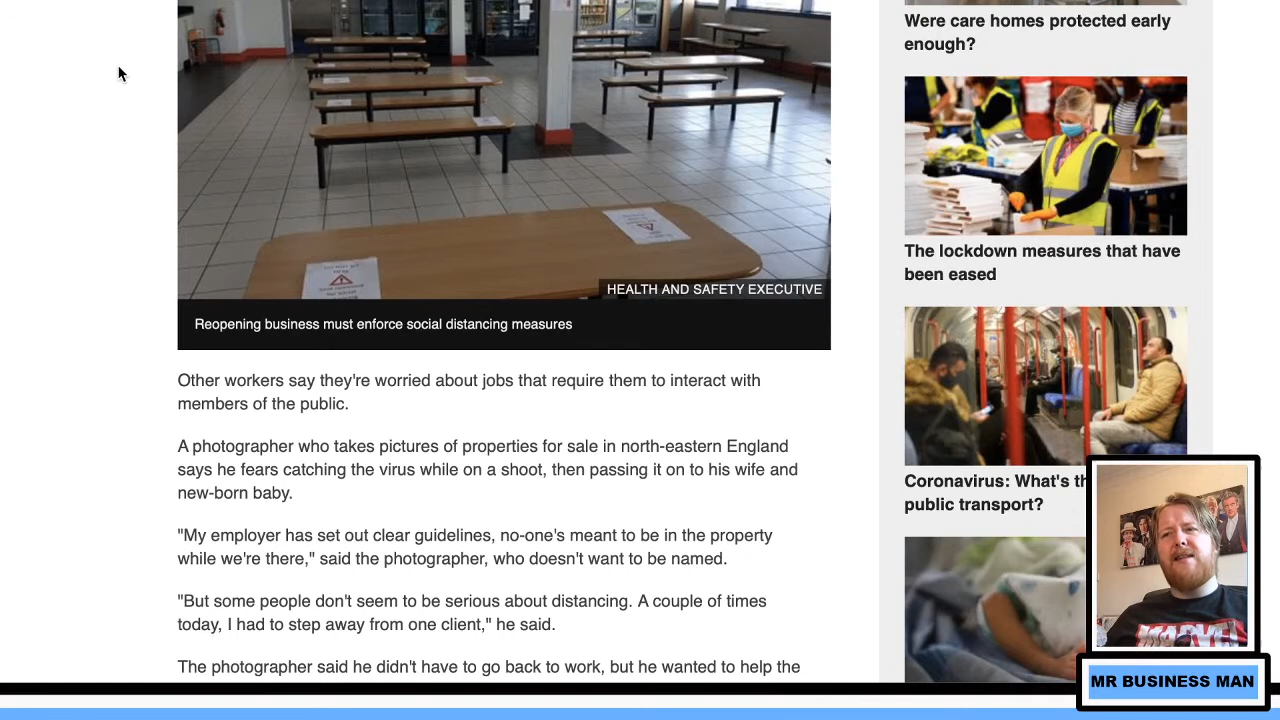 HEALTH AND SAFETY EXECUTIVE
Reopening business must enforce social distancing measures
Other workers say they're worried about jobs that require them to interact with
members of the public.
A photographer who takes pictures of properties for sale in north-eastern England
says he fears catching the virus while on a shoot, then passing it on to his wife and
new-born baby.
"My employer has set out clear guidelines, no-one's meant to be in the property
while we're there," said the photographer, who doesn't want to be named.
"But some people don't seem to be serious about distancing. A couple of times
today, I had to step away from one client," he said.
The photographer said he didn't have to go back to work, but he wanted to help the
Were care homes protected early
enough?
The lockdown measures that have
been eased
Coronavirus: What's
public transport?
MARVEL
MR BUSINESS MAN